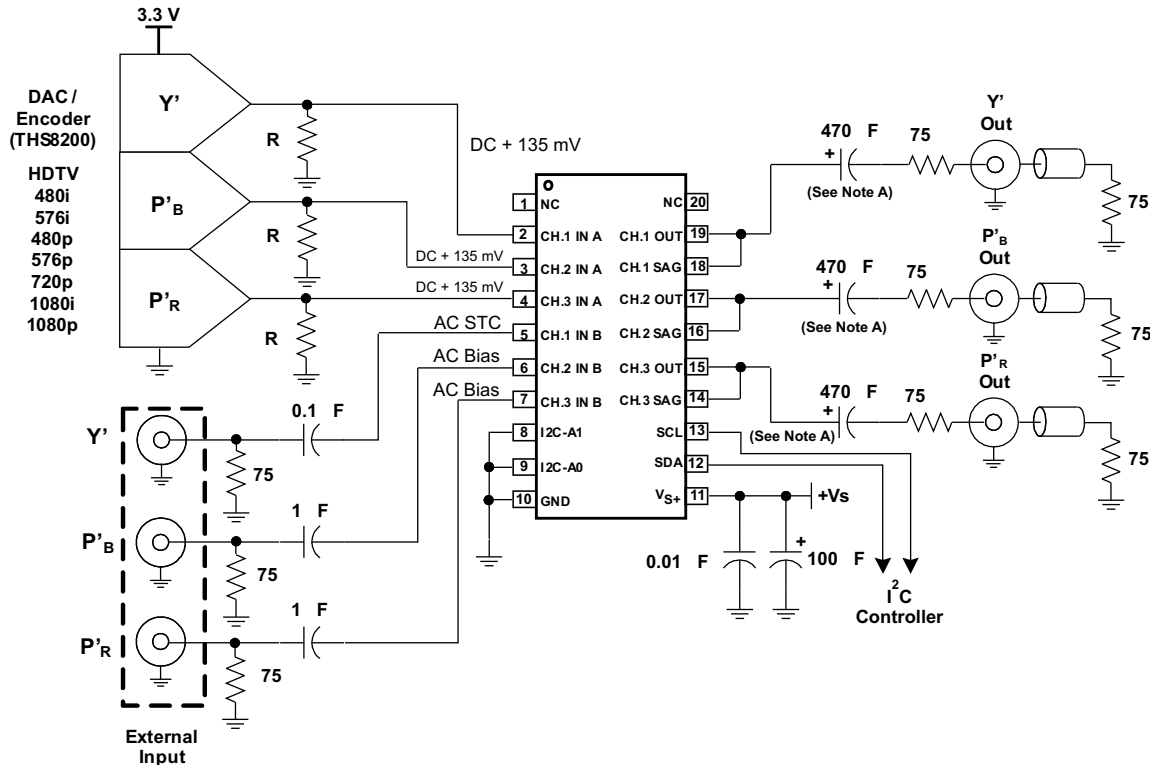 3.3 V
DAC /
Encoder
(THS8200)
HDTV
480i
576i
480p
576p
720p
1080i
1080p
Y'
P'B
P'R
R
R
R
DC + 135 mV
DC + 135 mV
DC + 135 mV
AC STC
AC Bias
AC Bias
Y'
P'B
P'R
0.1 F
1 F
1 F
75
75
75
External
Input
1 NC
2 CH.1 IN A
3 CH.2 IN A
4 CH.3 IN A
5 CH.1 IN B
6 CH.2 IN B
7 CH.3 IN B
8 I2C-A1
9 I2C-A0
10 GND
NC 20
CH.1 OUT 19
CH.1 SAG 18
CH.2 OUT 17
CH.2 SAG 16
CH.3 OUT 15
CH.3 SAG 14
SCL 13
SDA 12
VS+ 11
470 F
+
(See Note A)
75
Y'
Out
75
470 F
+
(See Note A)
75
P'B
Out
75
470 F
+
(See Note A)
75
P'R
Out
75
+Vs
0.01 F
+
100 F
I2C
Controller